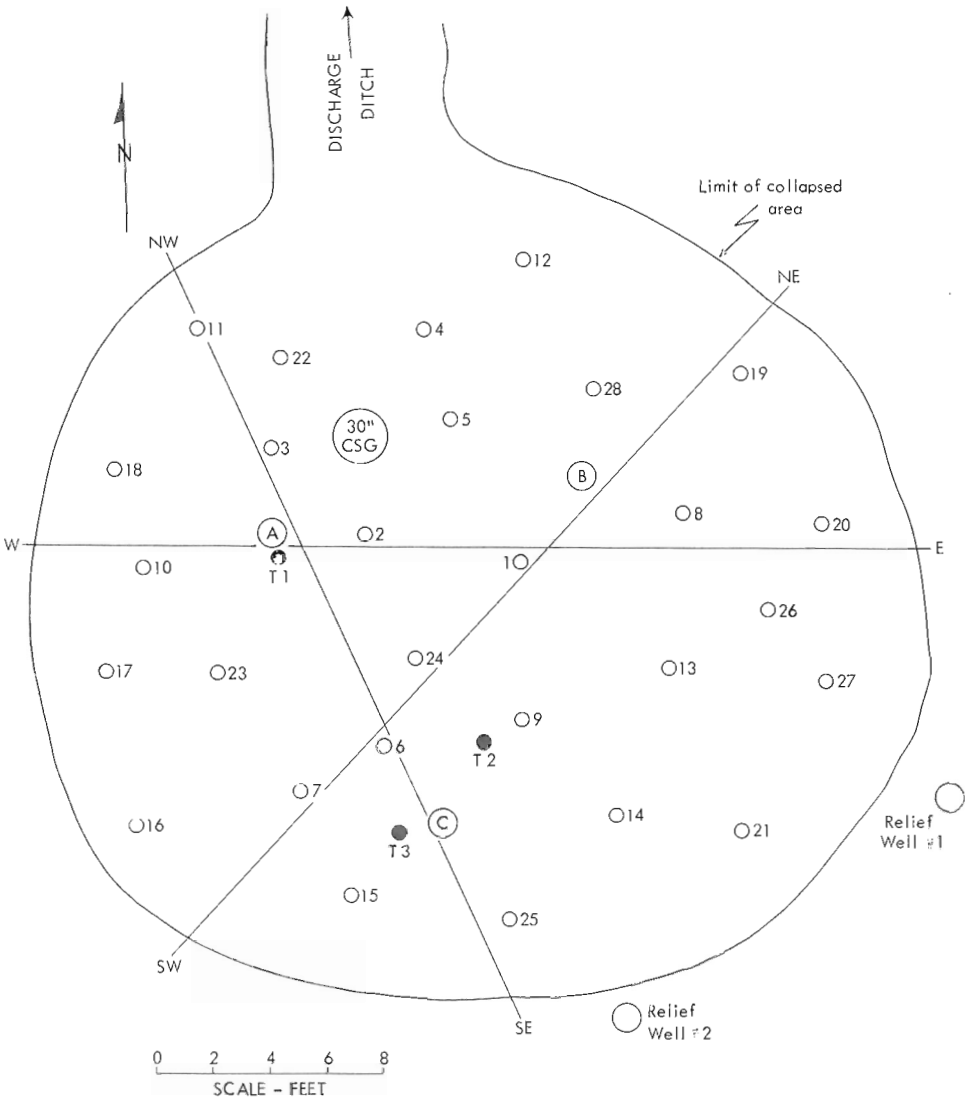 DISCHARGE
DITCH
N
Limit of collapsed
area
NW
NE
12
11
4
22
19
28
5
30"
CSG
3
18
B
8
20
A
2
W
E
1
10
T1
26
24
13
17
23
27
9
6
T2
7
C
14
16
21
Relief
Well #1
T3
15
25
SW
SE
Relief
Well #2
0 2 4 6 8
SCALE - FEET